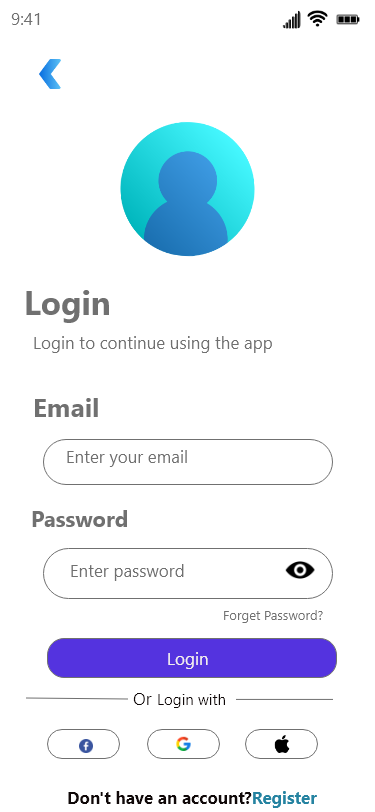 9:41
Login
Login to continue using the app
Email
Enter your email
Password
Enter password
Forget Password?
Login
Or Login with
Don't have an account?Register